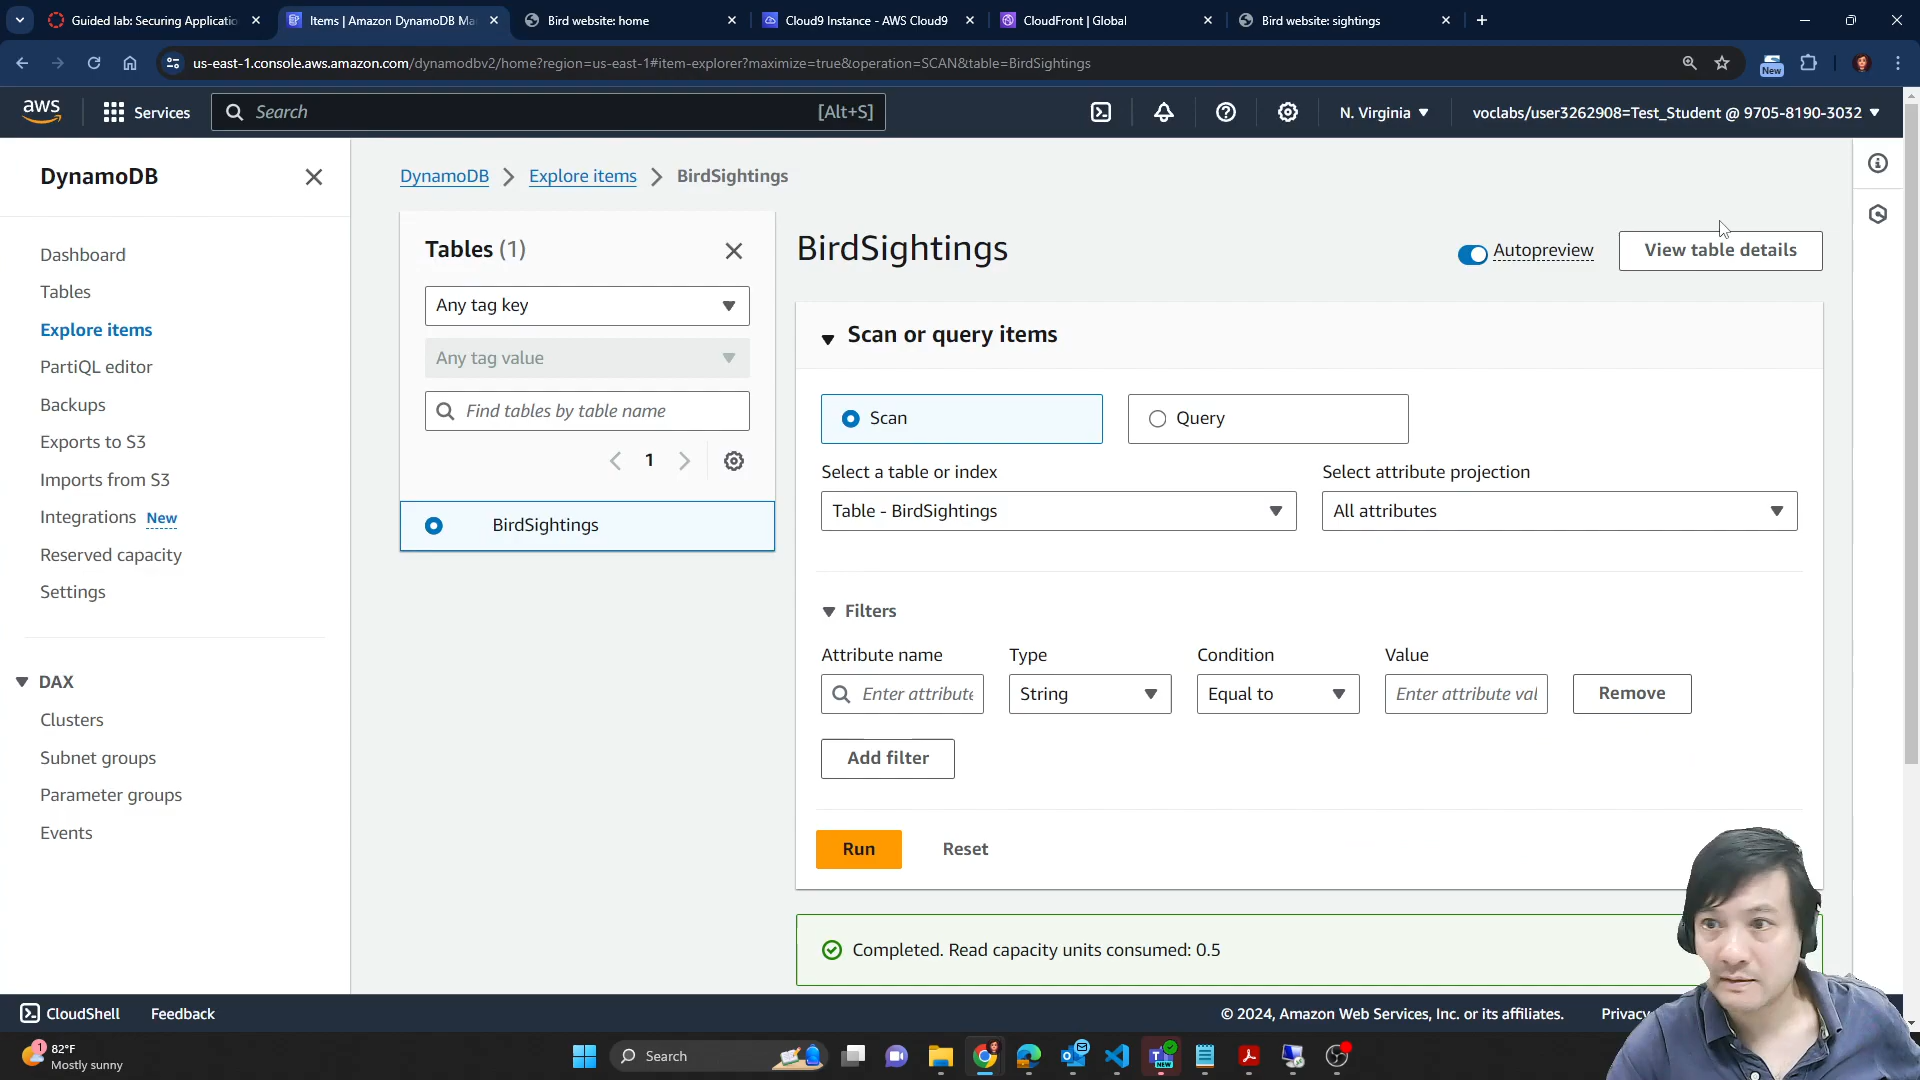 Guided lab: Securing Applicatio
Items | Amazon DynamoDB Ma
Bird website: home
Cloud9 Instance - AWS Cloud9
CloudFront | Global
Bird website: sightings
us-east-1.console.aws.amazon.com/dynamodbv2/home?region=us-east-1#item-explorer?maximize=true&operation=SCAN&table=BirdSightings
New
aws
Services
Search
[Alt+S]
N. Virginia
voclabs/user3262908=Test_Student @ 9705-8190-3032
DynamoDB
Dashboard
Tables
Explore items
PartiQL editor
Backups
Exports to S3
Imports from S3
Integrations New
Reserved capacity
Settings
DAX
Clusters
Subnet groups
Parameter groups
Events
DynamoDB
Explore items
BirdSightings
Tables (1)
Any tag key
Any tag value
Find tables by table name
1
BirdSightings
BirdSightings
Autopreview
View table details
Scan or query items
Scan
Query
Select a table or index
Select attribute projection
Table - BirdSightings
All attributes
Filters
Attribute name
Type
Condition
Value
Enter attribute
String
Equal to
Enter attribute val
Remove
Add filter
Run
Reset
Completed. Read capacity units consumed: 0.5
CloudShell
Feedback
© 2024, Amazon Web Services, Inc. or its affiliates.
Privacy
1
82°F
Mostly sunny
Search
NEW